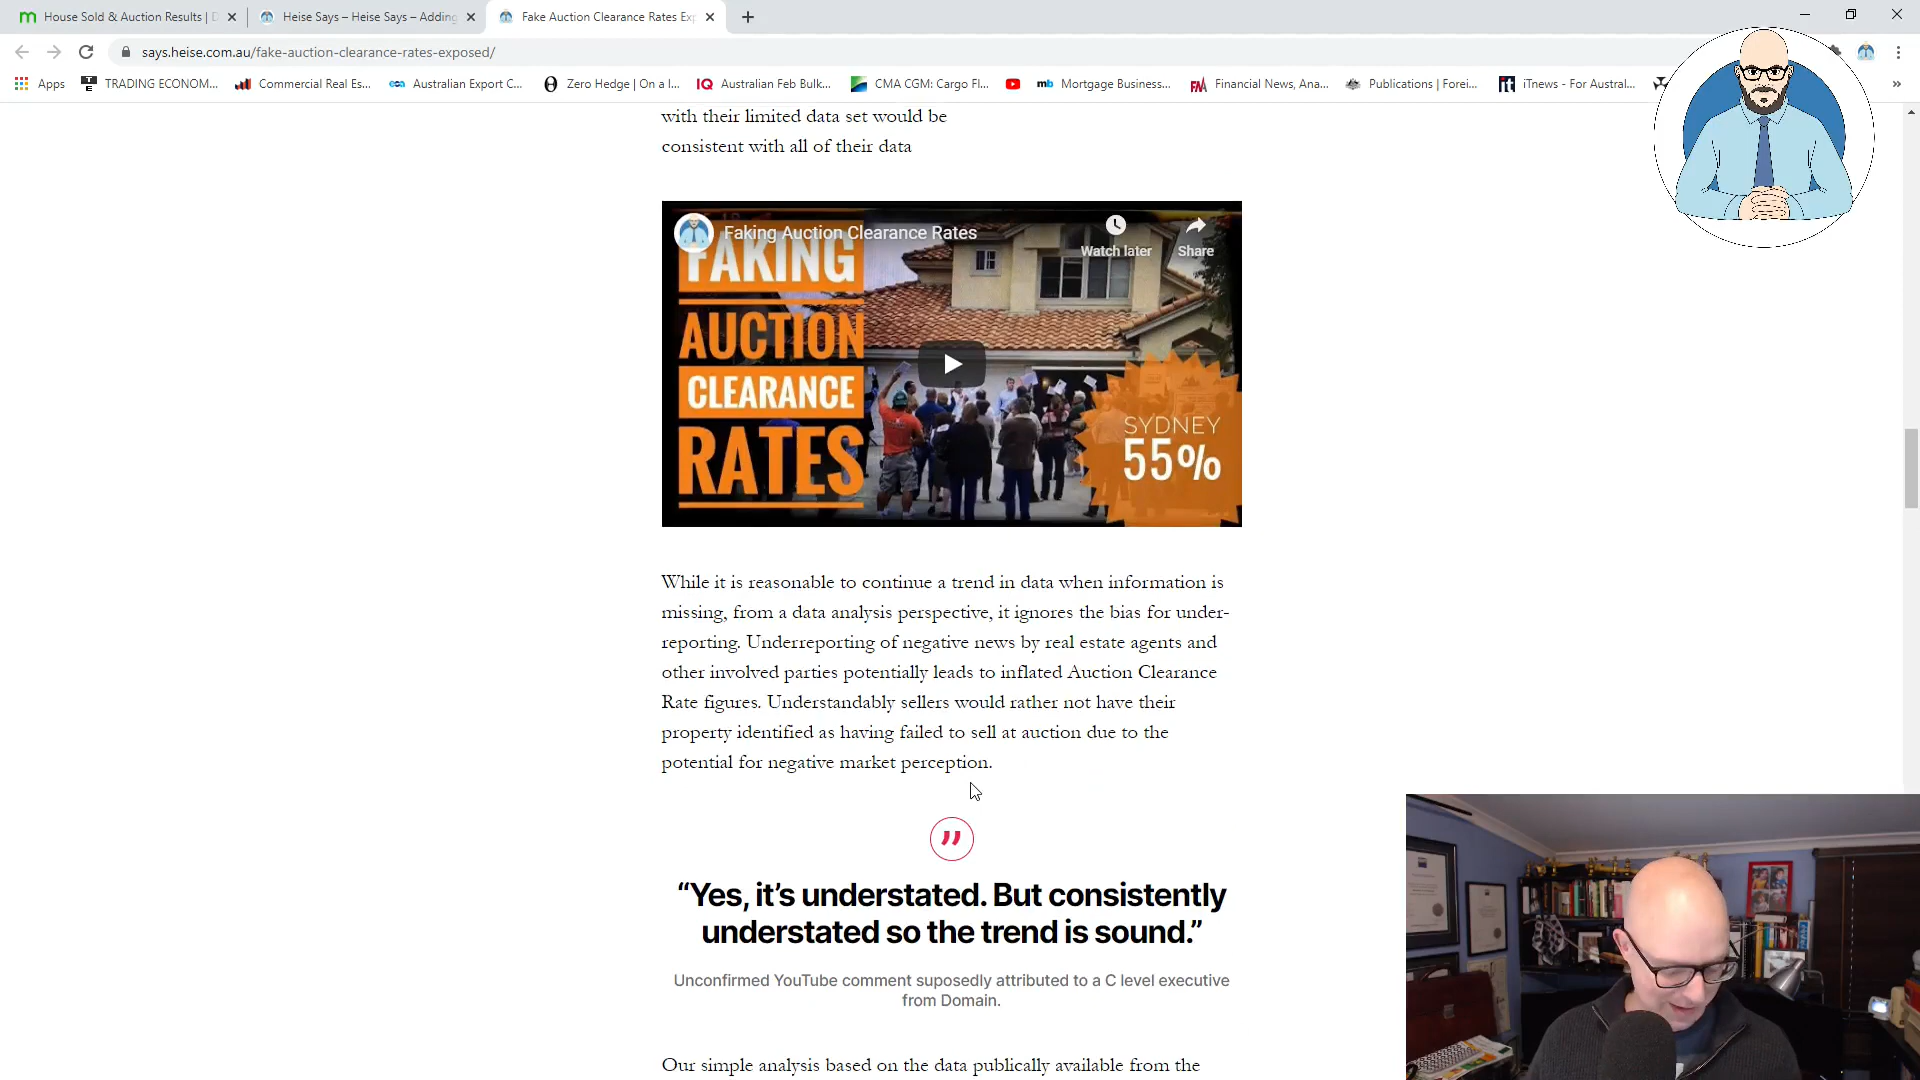 House Sold & Auction Results | D
Heise Says – Heise Says – Adding
Fake Auction Clearance Rates Exp
says.heise.com.au/fake-auction-clearance-rates-exposed/
Apps
TRADING ECONOM...
Commercial Real Es...
Australian Export C...
Zero Hedge | On a l...
Australian Feb Bulk...
CMA CGM: Cargo Fl...
Mortgage Business...
Financial News, Ana...
Publications | Forei...
iTnews - For Austral...
with their limited data set would be
consistent with all of their data
Faking Auction Clearance Rates
Watch later
Share
FAKING
AUCTION
CLEARANCE
RATES
SYDNEY
55%
While it is reasonable to continue a trend in data when information is
missing, from a data analysis perspective, it ignores the bias for under-
reporting. Underreporting of negative news by real estate agents and
other involved parties potentially leads to inflated Auction Clearance
Rate figures. Understandably sellers would rather not have their
property identified as having failed to sell at auction due to the
potential for negative market perception.
“Yes, it’s understated. But consistently
understated so the trend is sound.”
Unconfirmed YouTube comment suposedly attributed to a C level executive
from Domain.
Our simple analysis based on the data publically available from the